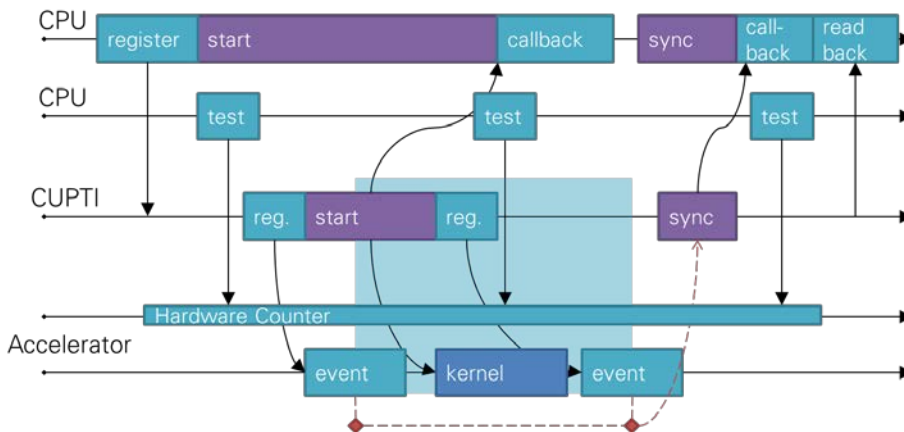 CPU
register
start
callback
sync
call-
back
read
back
CPU
test
test
test
CUPTI
reg.
start
reg.
sync
Hardware Counter
Accelerator
event
kernel
event